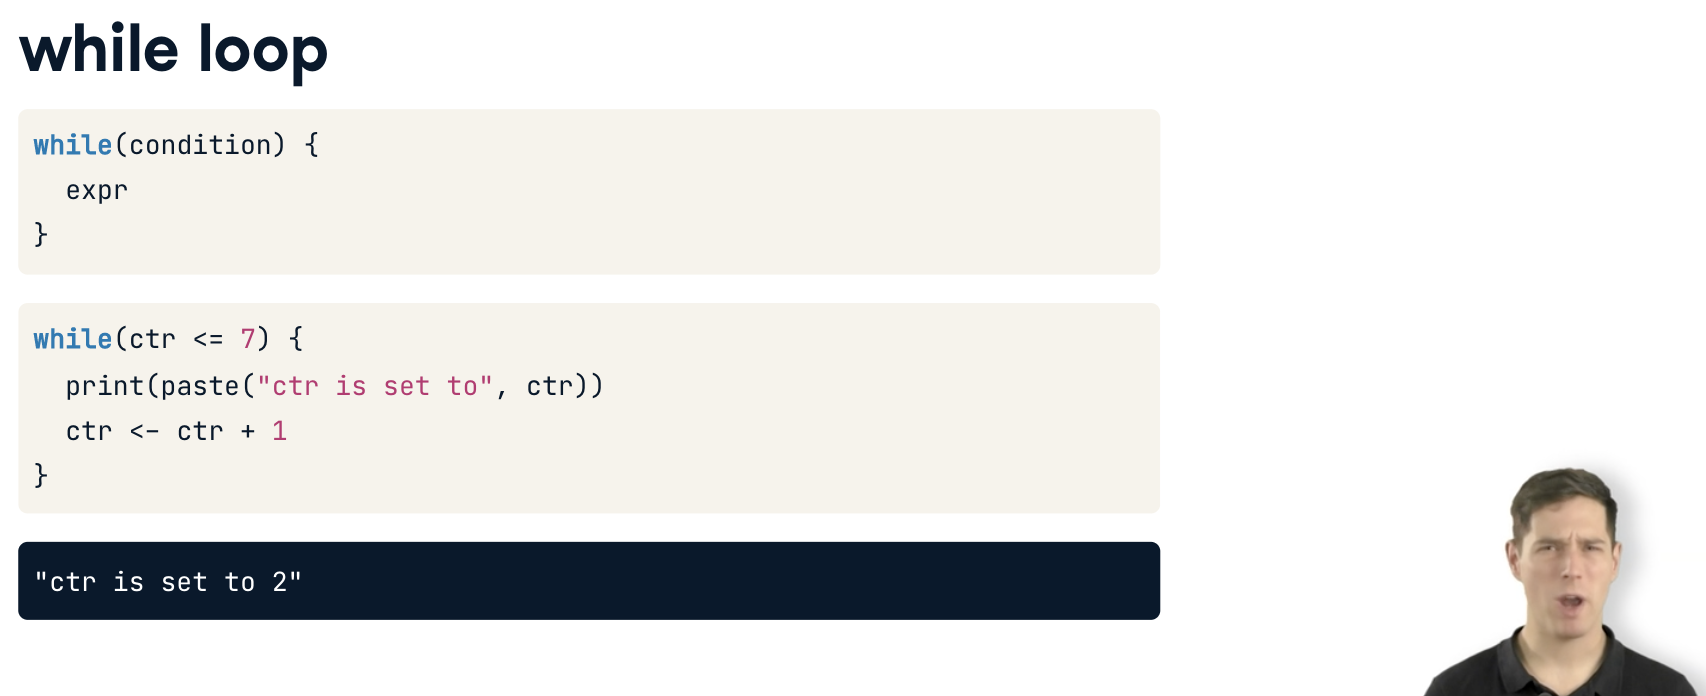 while loop
while(condition) {
  expr
}
while(ctr <= 7) {
  print(paste("ctr is set to", ctr))
  ctr <- ctr + 1
}
"ctr is set to 2"